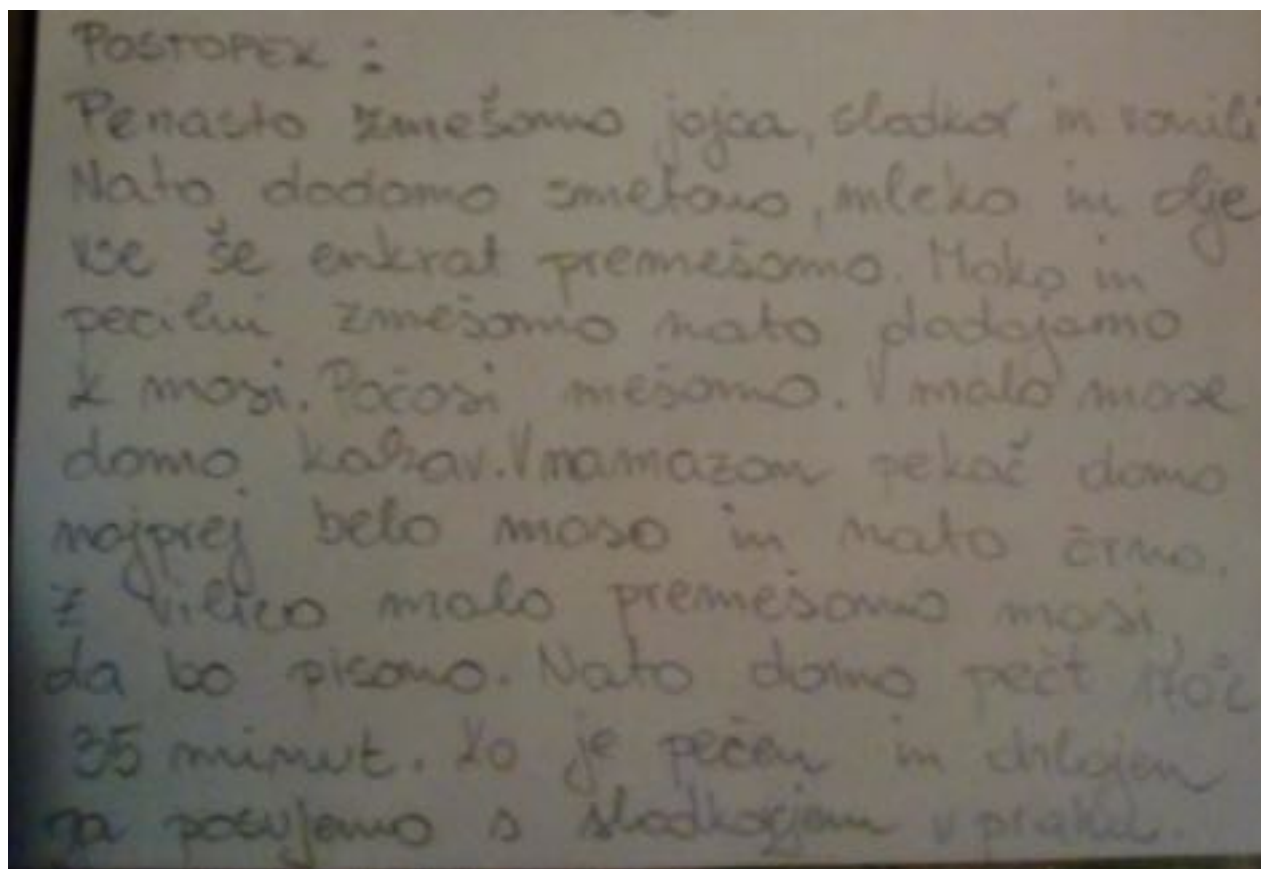 POSTOPEK :
Penasto zmešamo jajca, sladkor in vanili
Nato dodamo smetano, mleko in olje
vse še enkrat premešamo. Moko in
pecilni zmešamo nato dodajamo
k masi. Počasi mešamo. V malo mase
damo kakav. V namazan pekač damo
najprej belo maso in nato črno.
Z vilico malo premešamo masi,
da bo pisano. Nato damo pečt 170°C
35 minut. Ko je pečen in ohlajen
ga posujemo s sladkorjem v prahu.